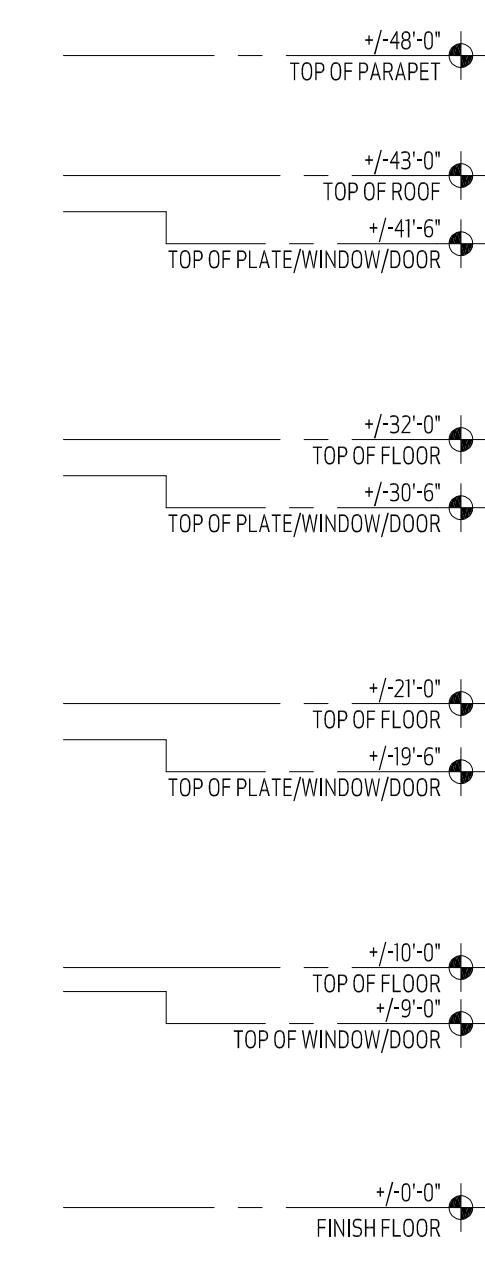 +/-48'-0"
TOP OF PARAPET
+/-43'-0"
TOP OF ROOF
+/-41'-6"
TOP OF PLATE/WINDOW/DOOR
+/-32'-0"
TOP OF FLOOR
+/-30'-6"
TOP OF PLATE/WINDOW/DOOR
+/-21'-0"
TOP OF FLOOR
+/-19'-6"
TOP OF PLATE/WINDOW/DOOR
+/-10'-0"
TOP OF FLOOR
+/-9'-0"
TOP OF WINDOW/DOOR
+/-0'-0"
FINISH FLOOR